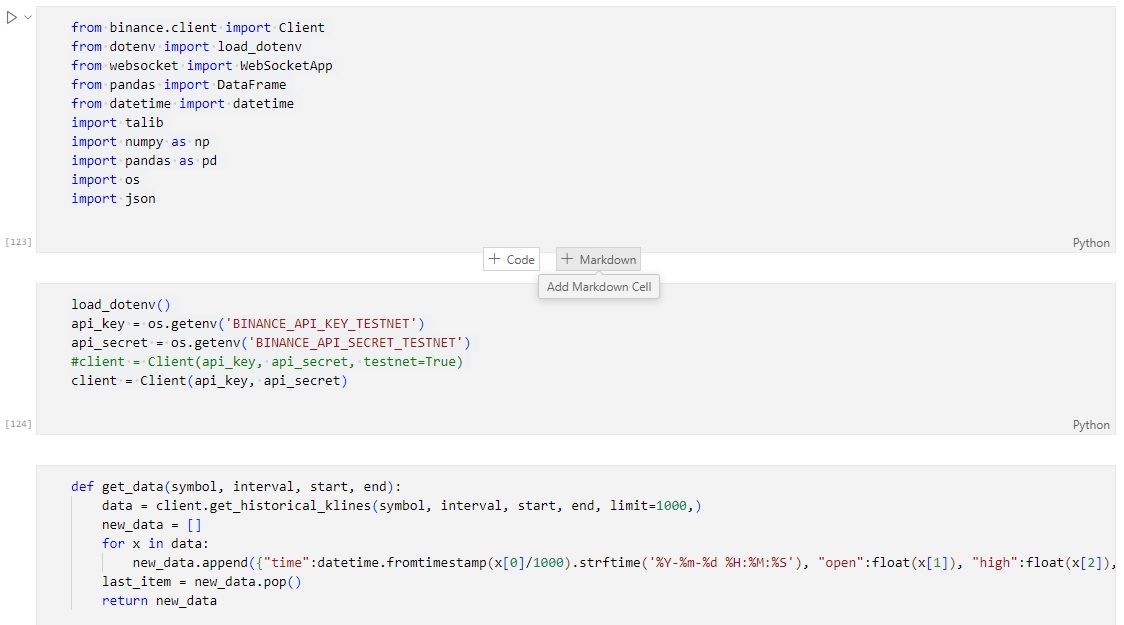 from binance.client import Client
from dotenv import load_dotenv
from websocket import WebSocketApp
from pandas import DataFrame
from datetime import datetime
import talib
import numpy as np
import pandas as pd
import os
import json
[123]
Python
+ Code
+ Markdown
Add Markdown Cell
load_dotenv()
api_key = os.getenv('BINANCE_API_KEY_TESTNET')
api_secret = os.getenv('BINANCE_API_SECRET_TESTNET')
#client = Client(api_key, api_secret, testnet=True)
client = Client(api_key, api_secret)
[124]
Python
def get_data(symbol, interval, start, end):
    data = client.get_historical_klines(symbol, interval, start, end, limit=1000,)
    new_data = []
    for x in data:
        new_data.append({"time":datetime.fromtimestamp(x[0]/1000).strftime('%Y-%m-%d %H:%M:%S'), "open":float(x[1]), "high":float(x[2]),
    last_item = new_data.pop()
    return new_data